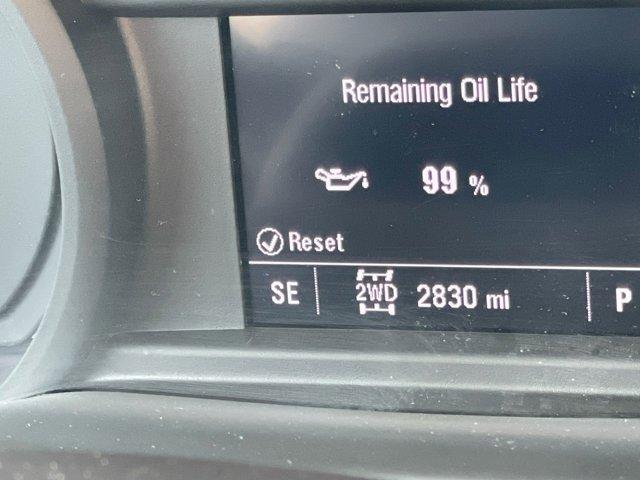 Remaining Oil Life
99 %
Reset
SE 2WD 2830 mi P